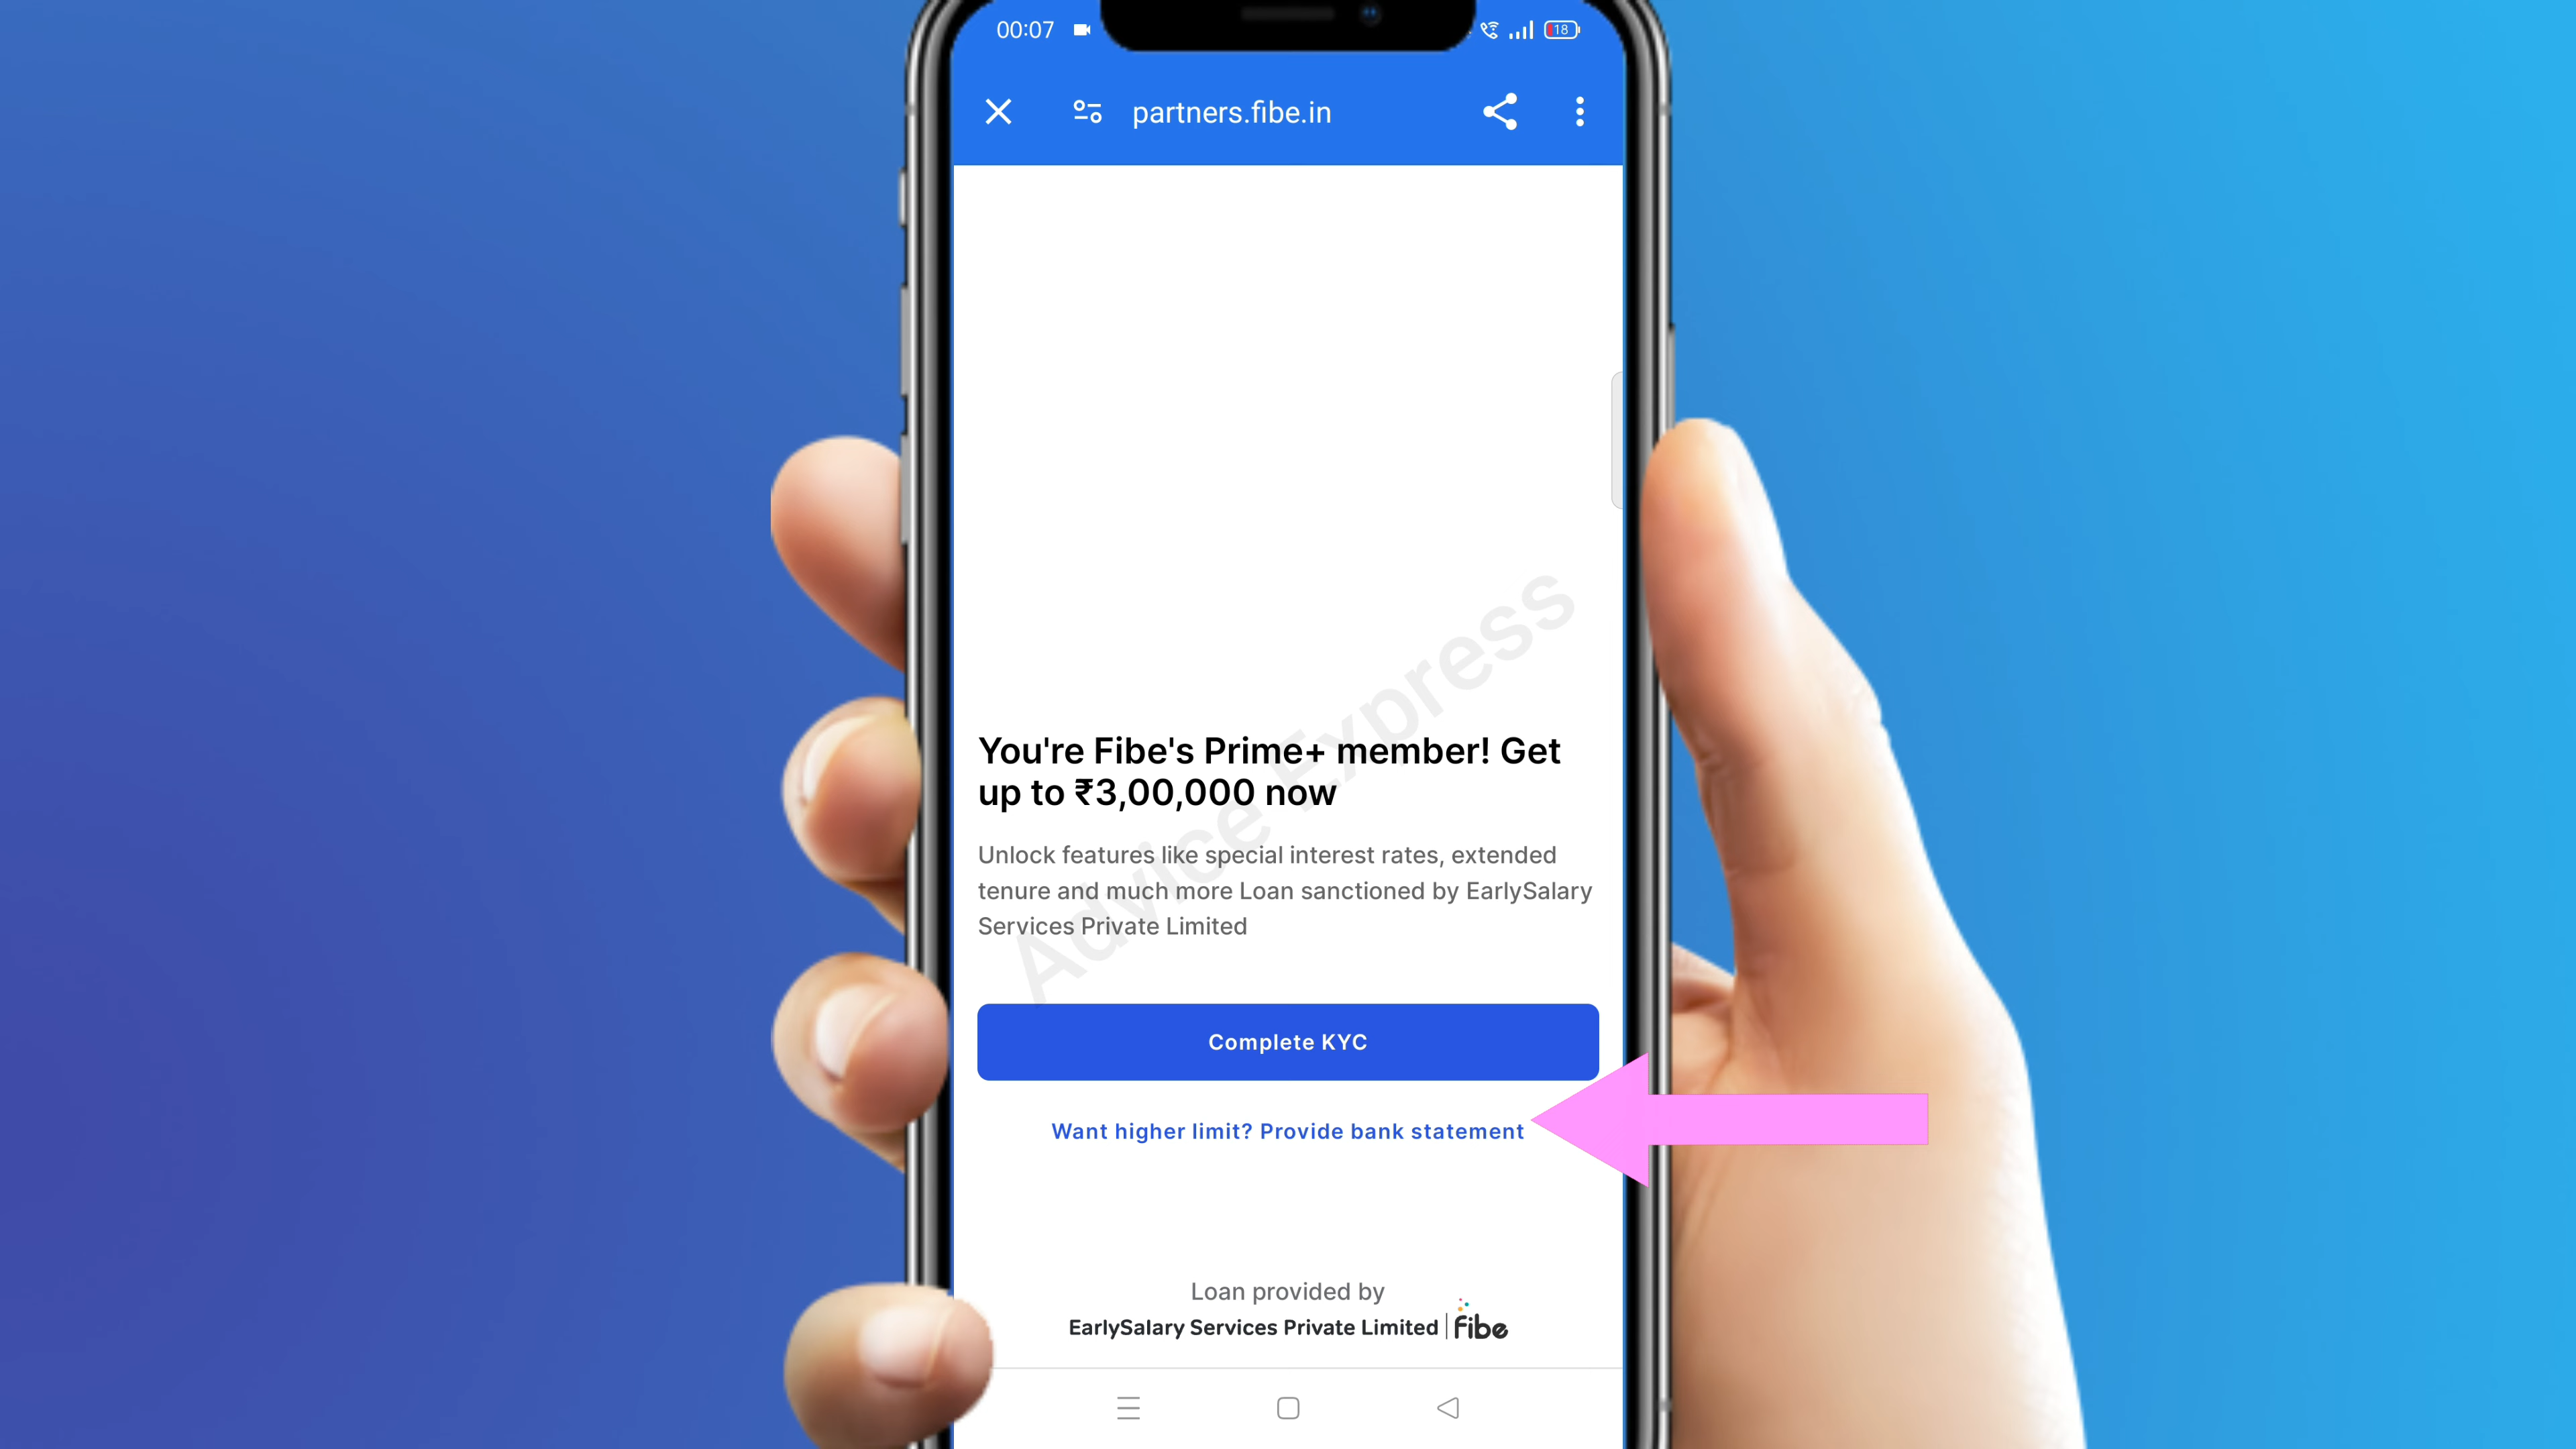 00:07
18
partners.fibe.in
You're Fibe's Prime+ member! Get
up to ₹3,00,000 now
Unlock features like special interest rates, extended
tenure and much more Loan sanctioned by EarlySalary
Services Private Limited
Advice Express
Complete KYC
Want higher limit? Provide bank statement
Loan provided by
EarlySalary Services Private Limited | fibe